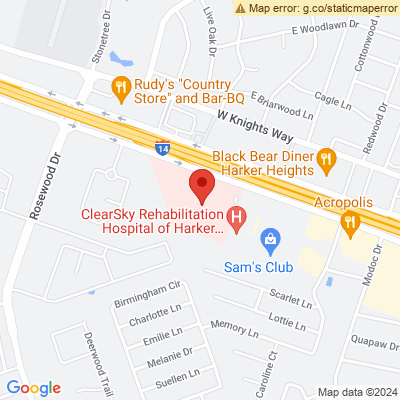 Map error: g.co/staticmaperror
Stonetree Dr
Live Oak Dr
E Woodlawn Dr
Cottonwood
Rudy's "Country
Store" and Bar-BQ
E Briarwood Ln
Cagle Ln
W Knights Way
Redwood Dr
14
Black Bear Diner
Harker Heights
Rosewood Dr
ClearSky Rehabilitation
Hospital of Harker...
H
Acropolis
Sam's Club
Modoc Dr
Birmingham Cir
Scarlet Ln
Charlotte Ln
Lottie Ln
Emilie Ln
Memory Ln
Quapaw Dr
Deerwood Trail
Melanie Dr
Suellen Ln
Caroline Ct
Google
Map data ©2024